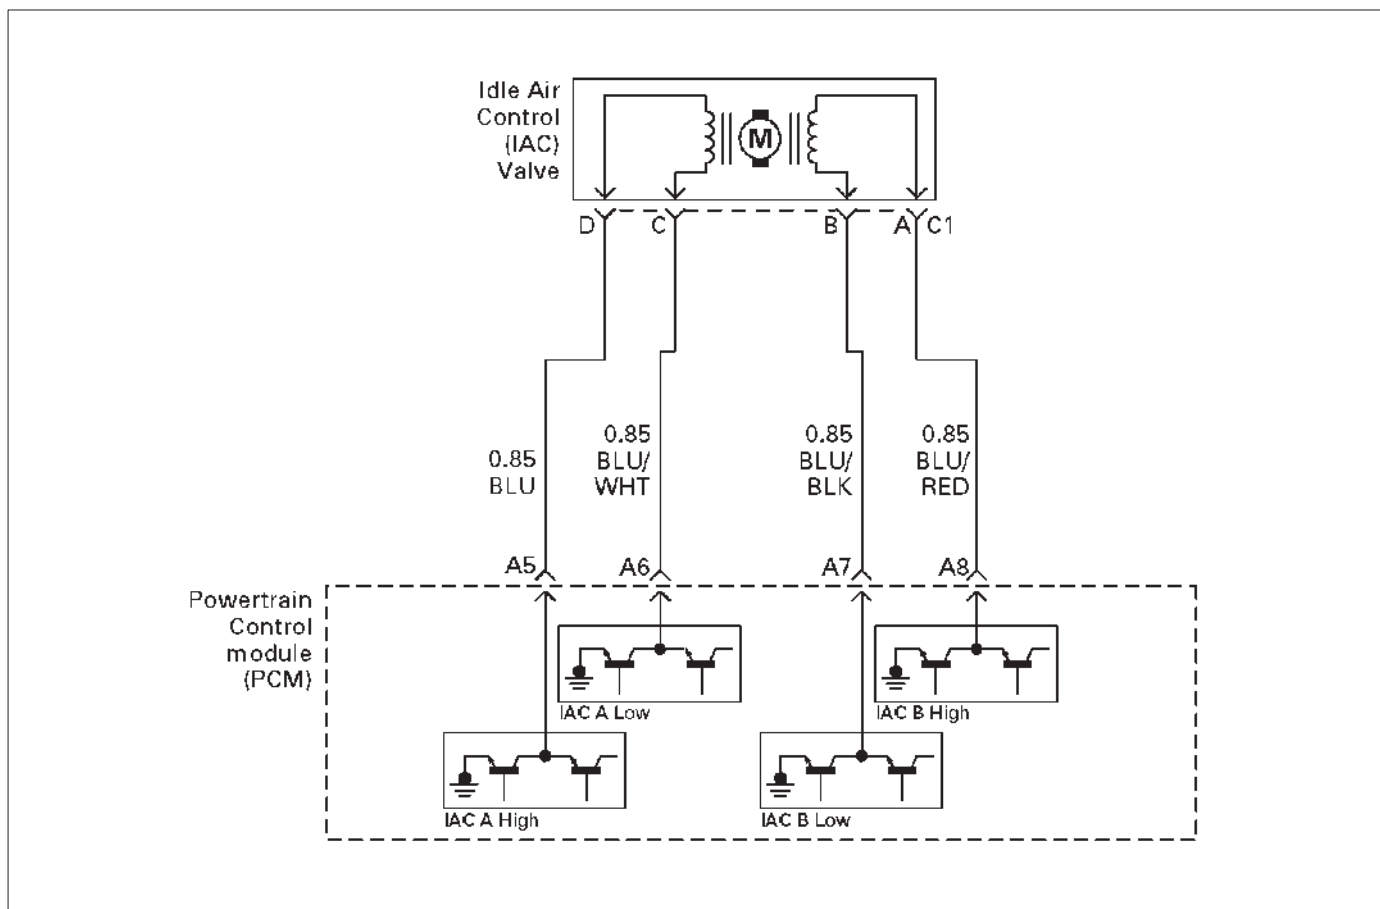 Idle Air
Control
(IAC)
Valve
M
D
C
B
A
C1
0.85
BLU
0.85
BLU/
WHT
0.85
BLU/
BLK
0.85
BLU/
RED
A5
A6
A7
A8
Powertrain
Control
module
(PCM)
IAC A Low
IAC B High
IAC A High
IAC B Low